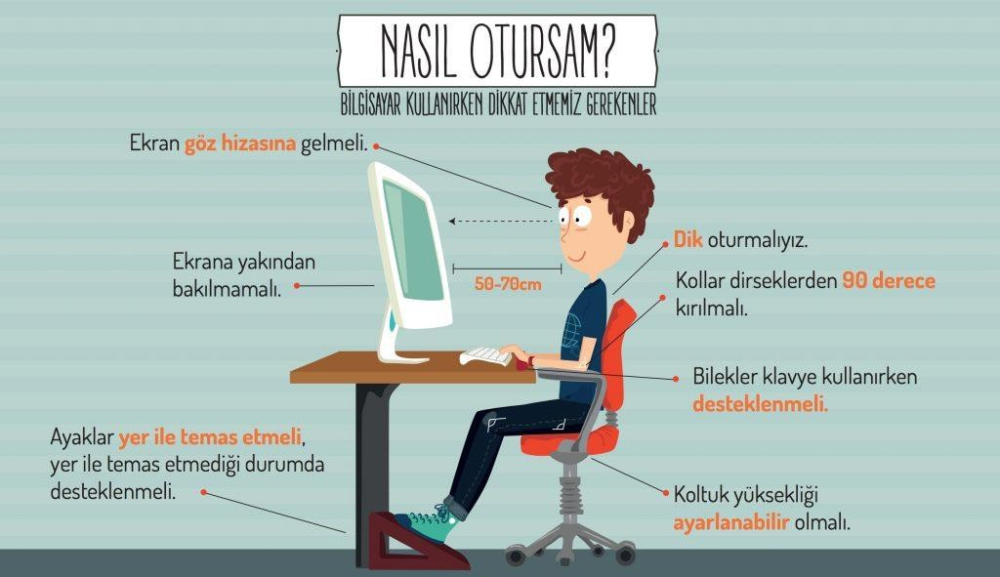 NASIL OTURSAM?
BİLGİSAYAR KULLANIRKEN DİKKAT ETMEMİZ GEREKENLER
Ekran göz hizasına gelmeli.
Ekrana yakından
bakılmamalı.
50-70cm
Dik oturmalıyız.
Kollar dirseklerden 90 derece
kırılmalı.
Bilekler klavye kullanırken
desteklenmeli.
Ayaklar yer ile temas etmeli,
yer ile temas etmediği durumda
desteklenmeli.
Koltuk yüksekliği
ayarlanabilir olmalı.